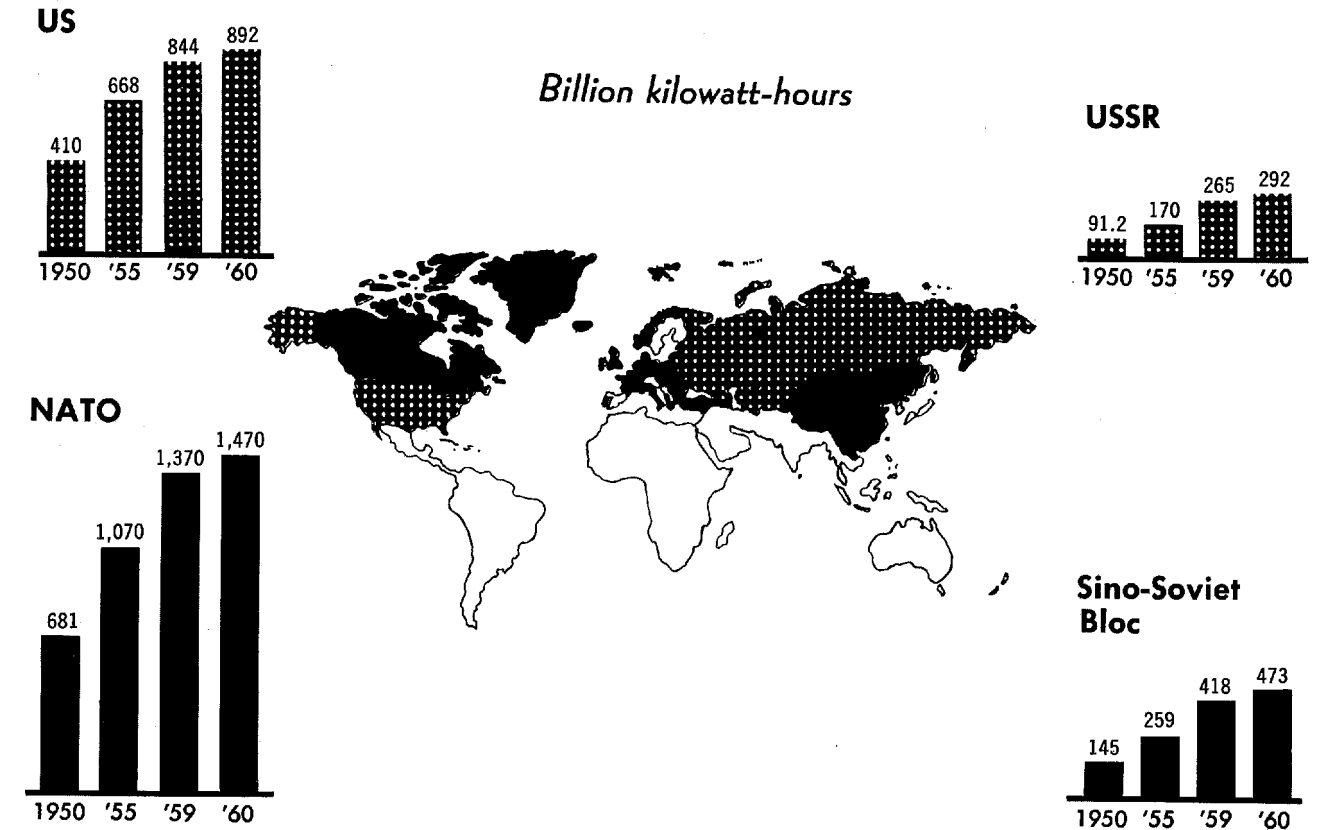 US
410
668
844
892
1950 '55 '59 '60
Billion kilowatt-hours
USSR
91.2
170
265
292
1950 '55 '59 '60
NATO
681
1,070
1,370
1,470
1950 '55 '59 '60
Sino-Soviet
Bloc
145
259
418
473
1950 '55 '59 '60